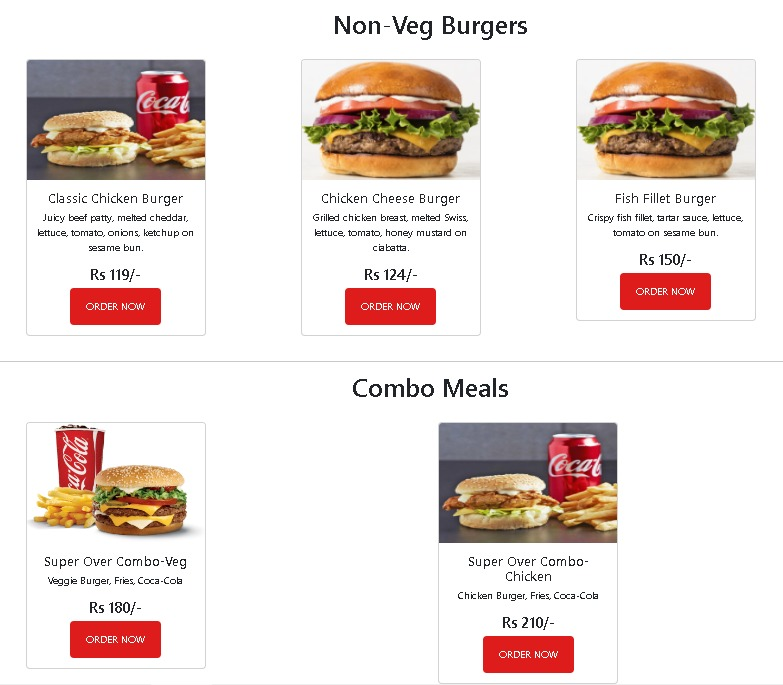 Non-Veg Burgers
Coca
Classic Chicken Burger
Juicy beef patty, melted cheddar,
lettuce, tomato, onions, ketchup on
sesame bun.
Rs 119/-
ORDER NOW
Chicken Cheese Burger
Grilled chicken breast, melted Swiss,
lettuce, tomato, honey mustard on
ciabatta.
Rs 124/-
ORDER NOW
Fish Fillet Burger
Crispy fish fillet, tartar sauce, lettuce,
tomato on sesame bun.
Rs 150/-
ORDER NOW
Combo Meals
ca Cola
Super Over Combo-Veg
Veggie Burger, Fries, Coca-Cola
Rs 180/-
ORDER NOW
Coca
Super Over Combo-
Chicken
Chicken Burger, Fries, Coca-Cola
Rs 210/-
ORDER NOW